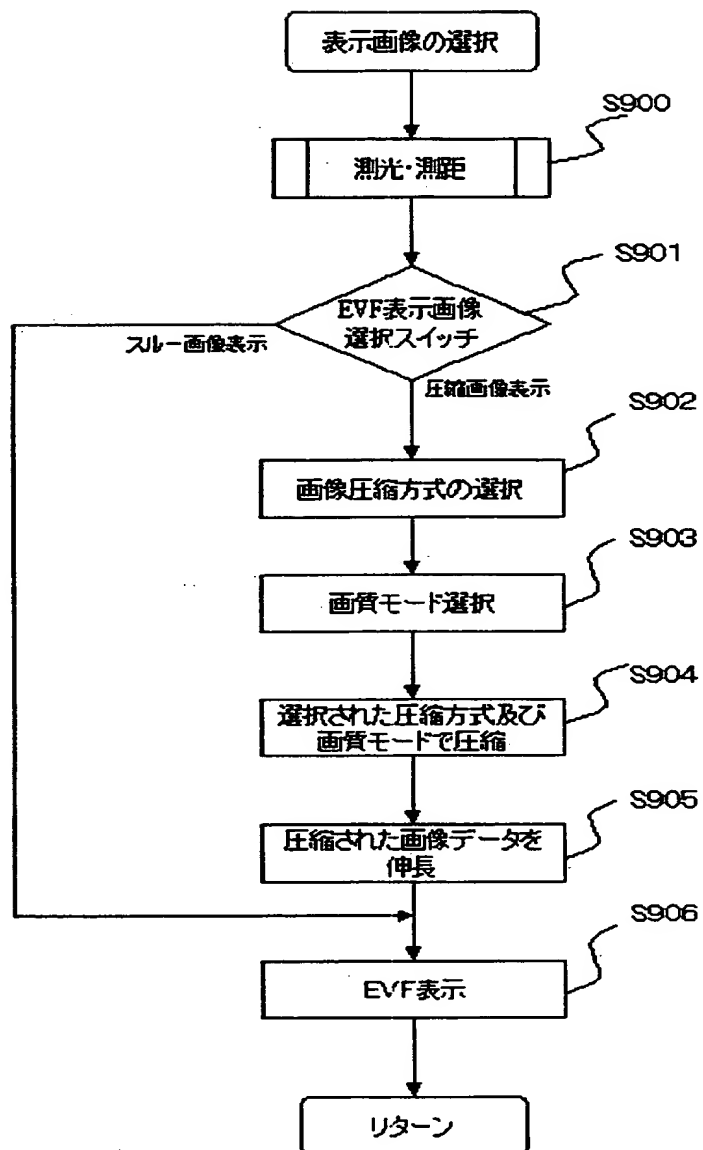 表示画像の選択
S900
測光・測距
S901
EVF表示画像
選択スイッチ
スルー画像表示
圧縮画像表示
S902
画像圧縮方式の選択
S903
画質モード選択
S904
選択された圧縮方式及び
画質モードで圧縮
S905
圧縮された画像データを
伸長
S906
EVF表示
リターン